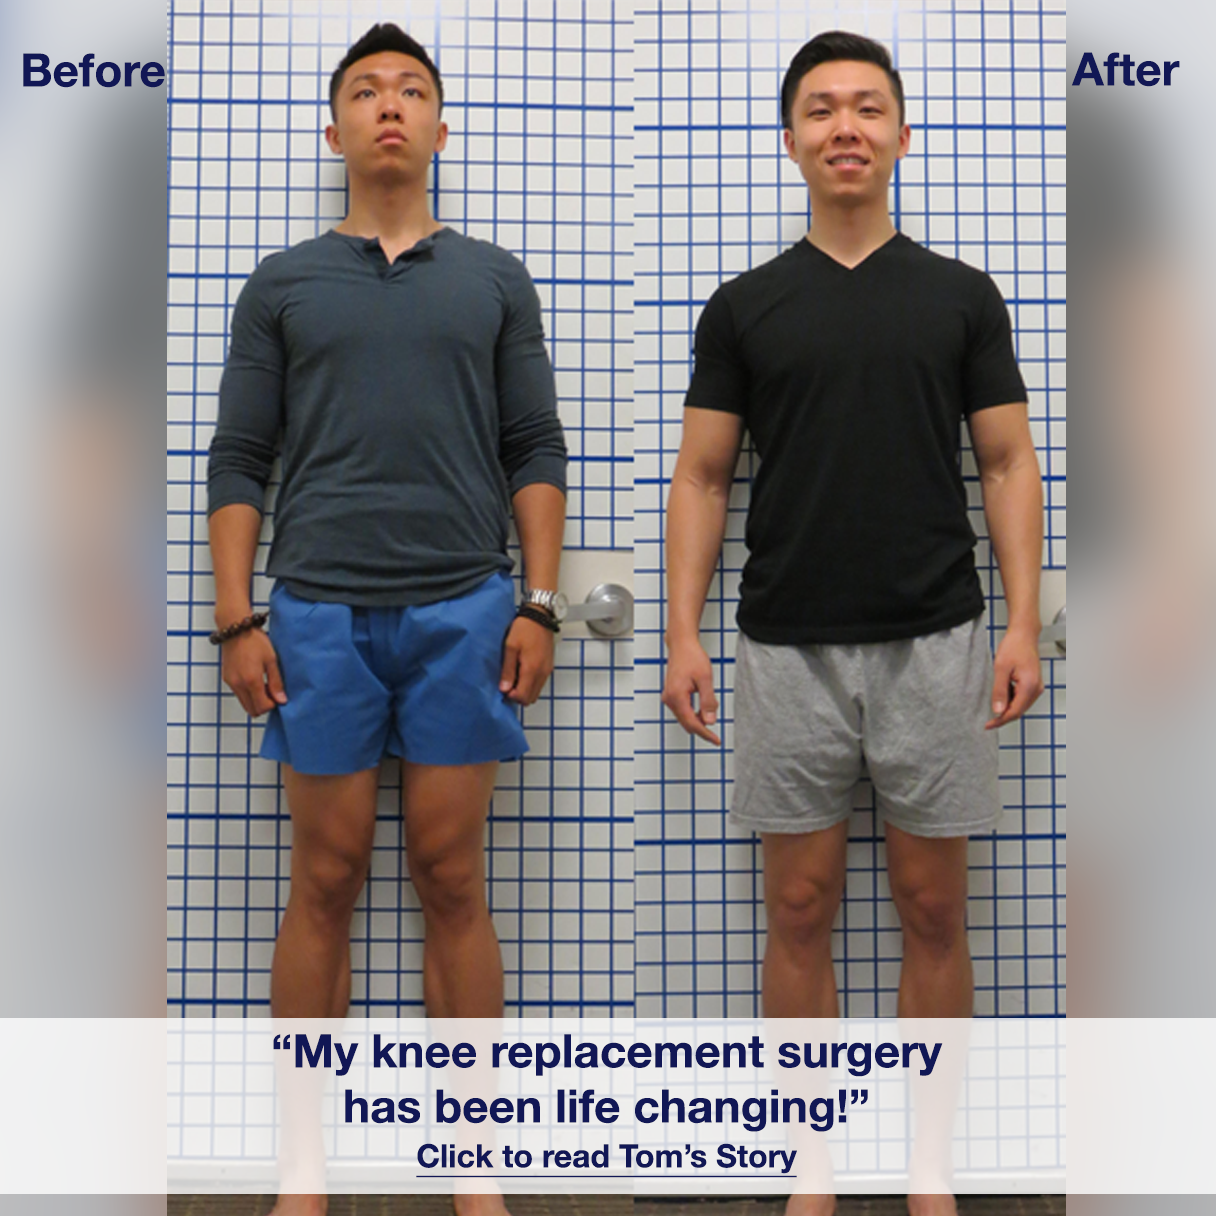 Before
After
“My knee replacement surgery
has been life changing!”
Click to read Tom’s Story